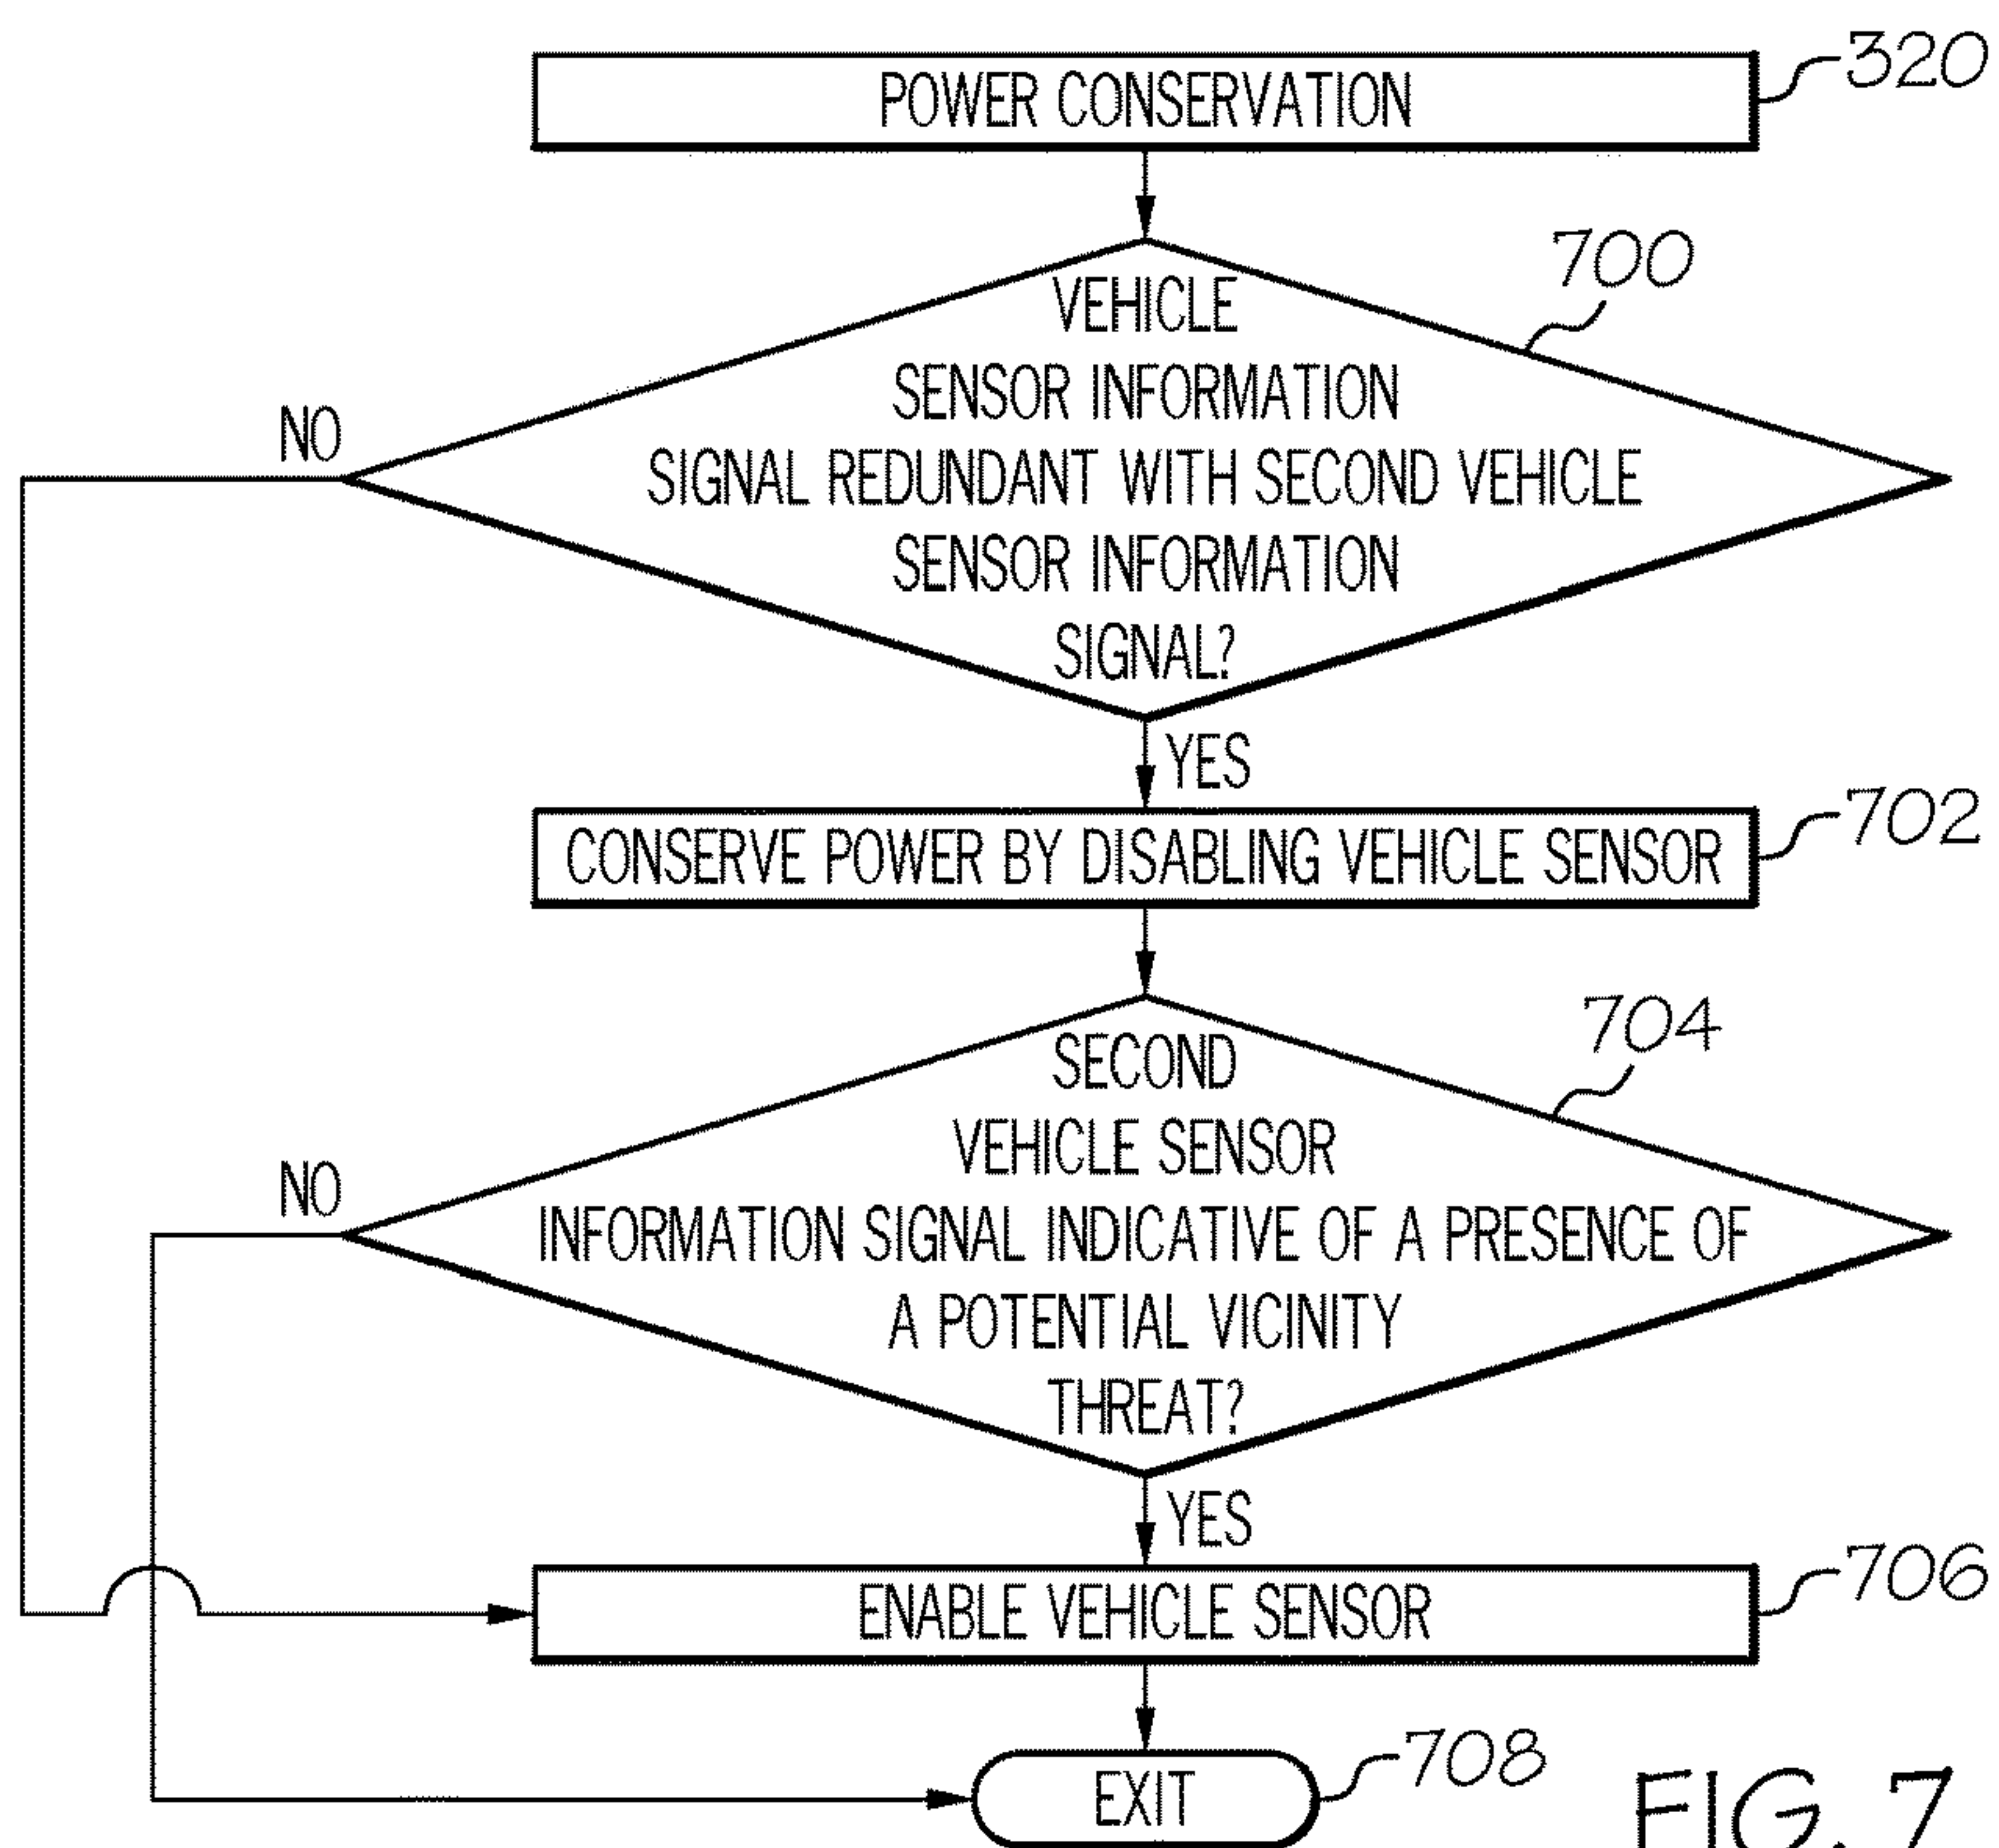 POWER CONSERVATION
320
700
VEHICLE
SENSOR INFORMATION
NO
SIGNAL REDUNDANT WITH SECOND VEHICLE
SENSOR INFORMATION
SIGNAL?
YES
CONSERVE POWER BY DISABLING VEHICLE SENSOR
702
704
SECOND
VEHICLE SENSOR
NO
INFORMATION SIGNAL INDICATIVE OF A PRESENCE OF
A POTENTIAL VICINITY
THREAT?
YES
ENABLE VEHICLE SENSOR
706
EXIT
708
FIG. 7